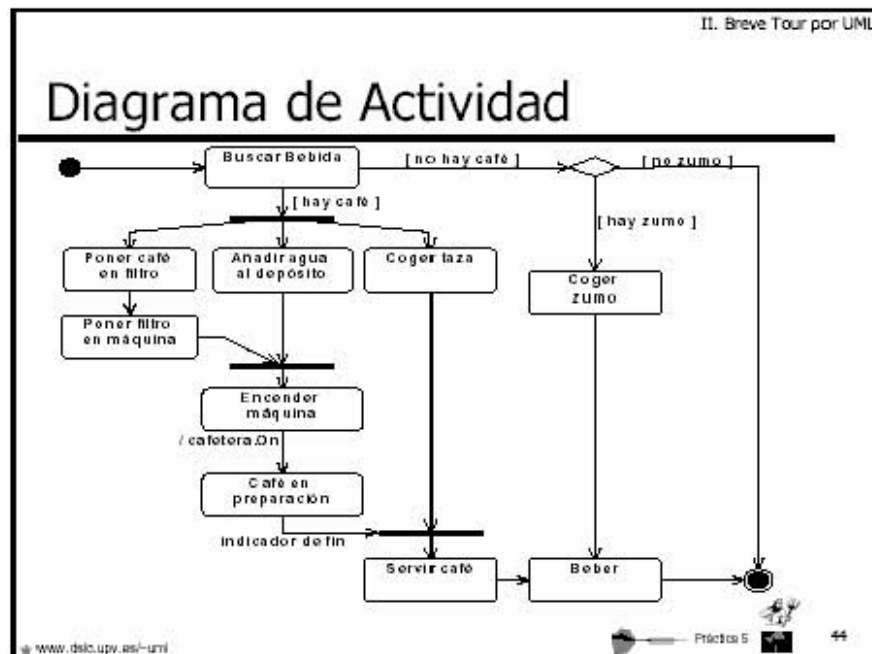 II. Breve Tour por UML
Diagrama de Actividad
Buscar Bebida
[ no hay café ]
[ no zumo ]
[ hay café ]
[ hay zumo ]
Poner café
en filtro
Añadir agua
al depósito
Coger taza
Coger
zumo
Poner filtro
en máquina
Encender
máquina
/ cafetera.On
Café en
preparación
indicador de fin
Servir café
Beber
www.dsic.upv.es/~uml
Práctica 5
44